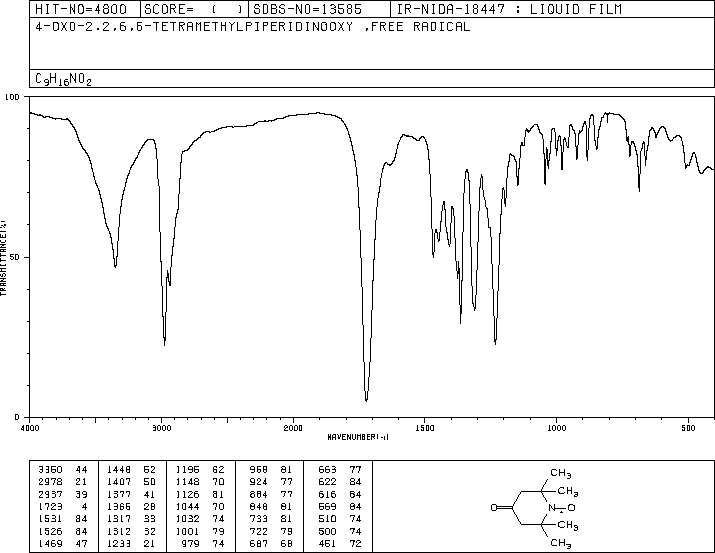 HIT-NO=4800 SCORE= ( ) SDBS-NO=13585 IR-NIDA-18447 : LIQUID FILM
4-OXO-2,2,6,6-TETRAMETHYLPIPERIDINOOXY ,FREE RADICAL
C9H16NO2
100
50
0
TRANSMITTANCE(%)
4000 3000 2000 1500 1000 500
WAVENUMBER(-1)
3360 44 1448 52 1196 62 968 81 663 77
2978 21 1407 50 1148 70 924 77 622 84
2937 39 1377 41 1126 81 884 77 616 84
1723 4 1366 28 1044 70 848 81 569 84
1631 84 1317 33 1032 74 733 81 510 74
1526 84 1312 32 1001 79 722 79 500 74
1469 47 1233 21 979 74 687 68 451 72
CH3
CH3
O N-O
CH3
CH3